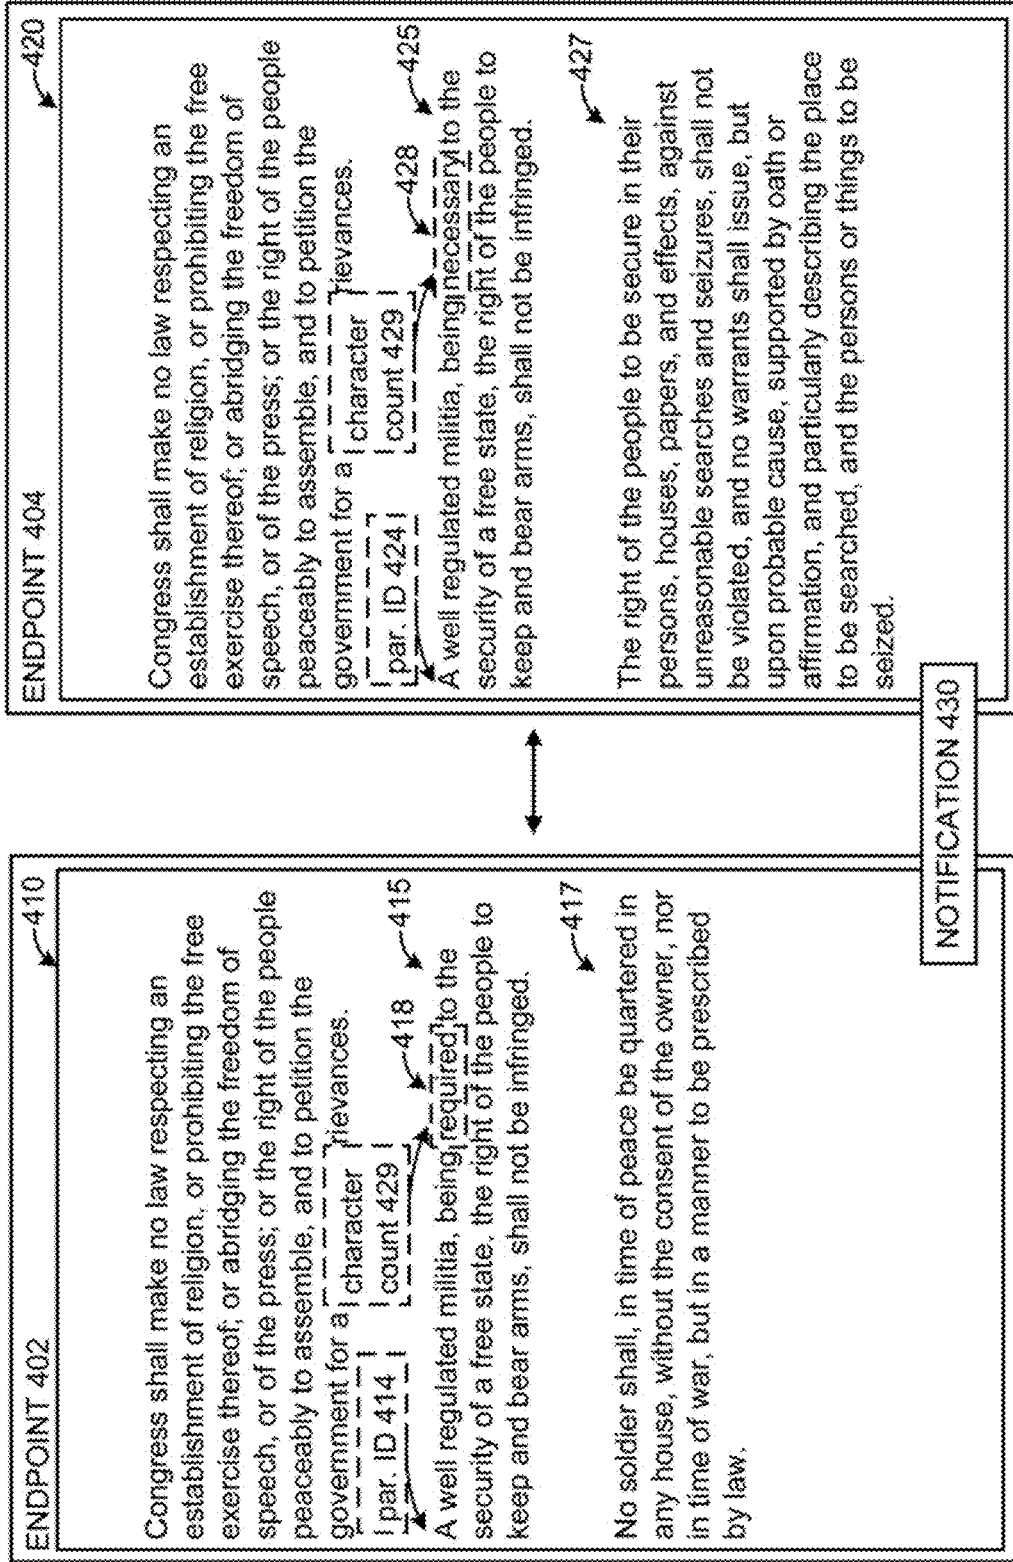 ENDPOINT 402
410
Congress shall make no law respecting an
establishment of religion, or prohibiting the free
exercise thereof; or abridging the freedom of
speech, or of the press; or the right of the people
peaceably to assemble, and to petition the
government for a rievances.
par. ID 414
character
count 429
418
415
A well regulated militia, being required to the
security of a free state, the right of the people to
keep and bear arms, shall not be infringed.
417
No soldier shall, in time of peace be quartered in
any house, without the consent of the owner, nor
in time of war, but in a manner to be prescribed
by law.
NOTIFICATION 430
ENDPOINT 404
420
Congress shall make no law respecting an
establishment of religion, or prohibiting the free
exercise thereof; or abridging the freedom of
speech, or of the press; or the right of the people
peaceably to assemble, and to petition the
government for a rievances.
par. ID 424
character
count 429
428
425
A well regulated militia, being necessary to the
security of a free state, the right of the people to
keep and bear arms, shall not be infringed.
427
The right of the people to be secure in their
persons, houses, papers, and effects, against
unreasonable searches and seizures, shall not
be violated, and no warrants shall issue, but
upon probable cause, supported by oath or
affirmation, and particularly describing the place
to be searched, and the persons or things to be
seized.